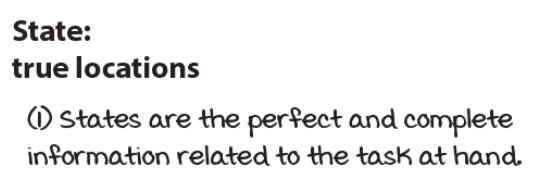 State:
true locations
(1) States are the perfect and complete
information related to the task at hand.